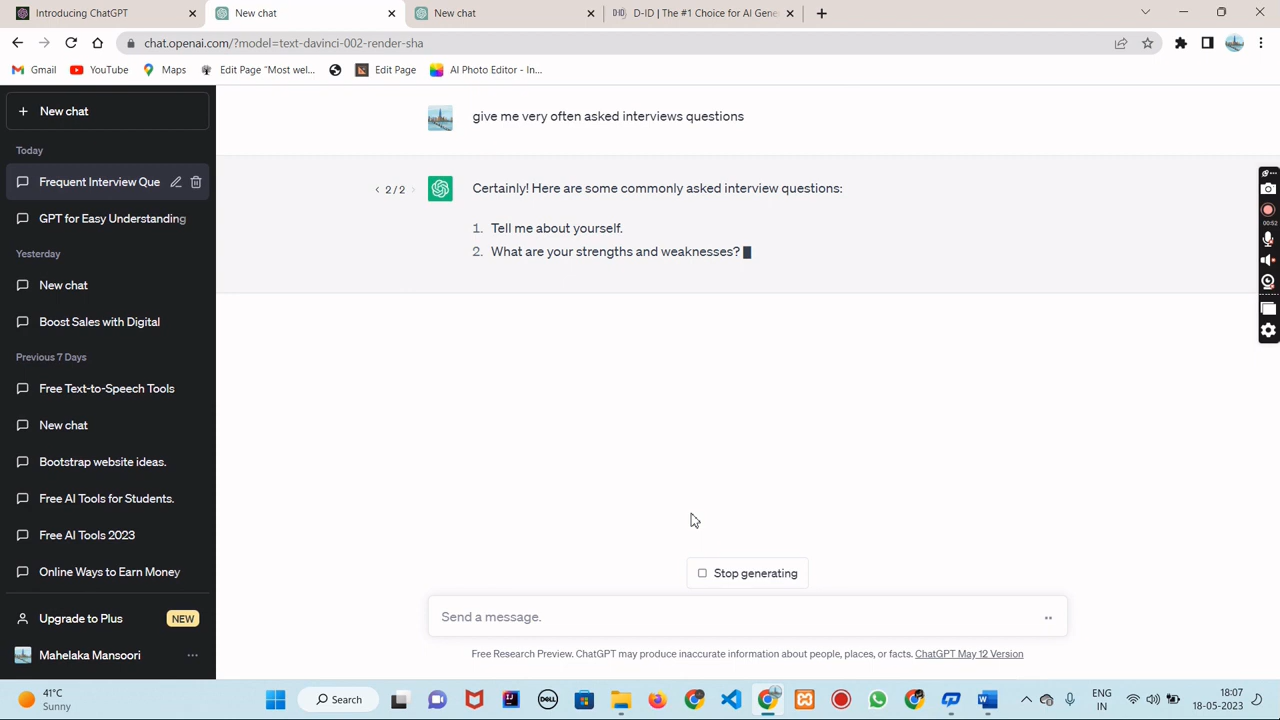 Introducing ChatGPT
New chat
New chat
D-ID | The #1 Choice for AI Gene
chat.openai.com/?model=text-davinci-002-render-sha
Gmail
YouTube
Maps
Edit Page "Most wel...
Edit Page
AI Photo Editor - In...
New chat
Today
Frequent Interview Que
GPT for Easy Understanding
Yesterday
New chat
Boost Sales with Digital
Previous 7 Days
Free Text-to-Speech Tools
New chat
Bootstrap website ideas.
Free AI Tools for Students.
Free AI Tools 2023
Online Ways to Earn Money
Upgrade to Plus
NEW
Mahelaka Mansoori
give me very often asked interviews questions
2 / 2
Certainly! Here are some commonly asked interview questions:
1. Tell me about yourself.
2. What are your strengths and weaknesses?
Stop generating
Send a message.
Free Research Preview. ChatGPT may produce inaccurate information about people, places, or facts. ChatGPT May 12 Version
00:52
41°C
Sunny
Search
DELL
ENG
IN
18:07
18-05-2023